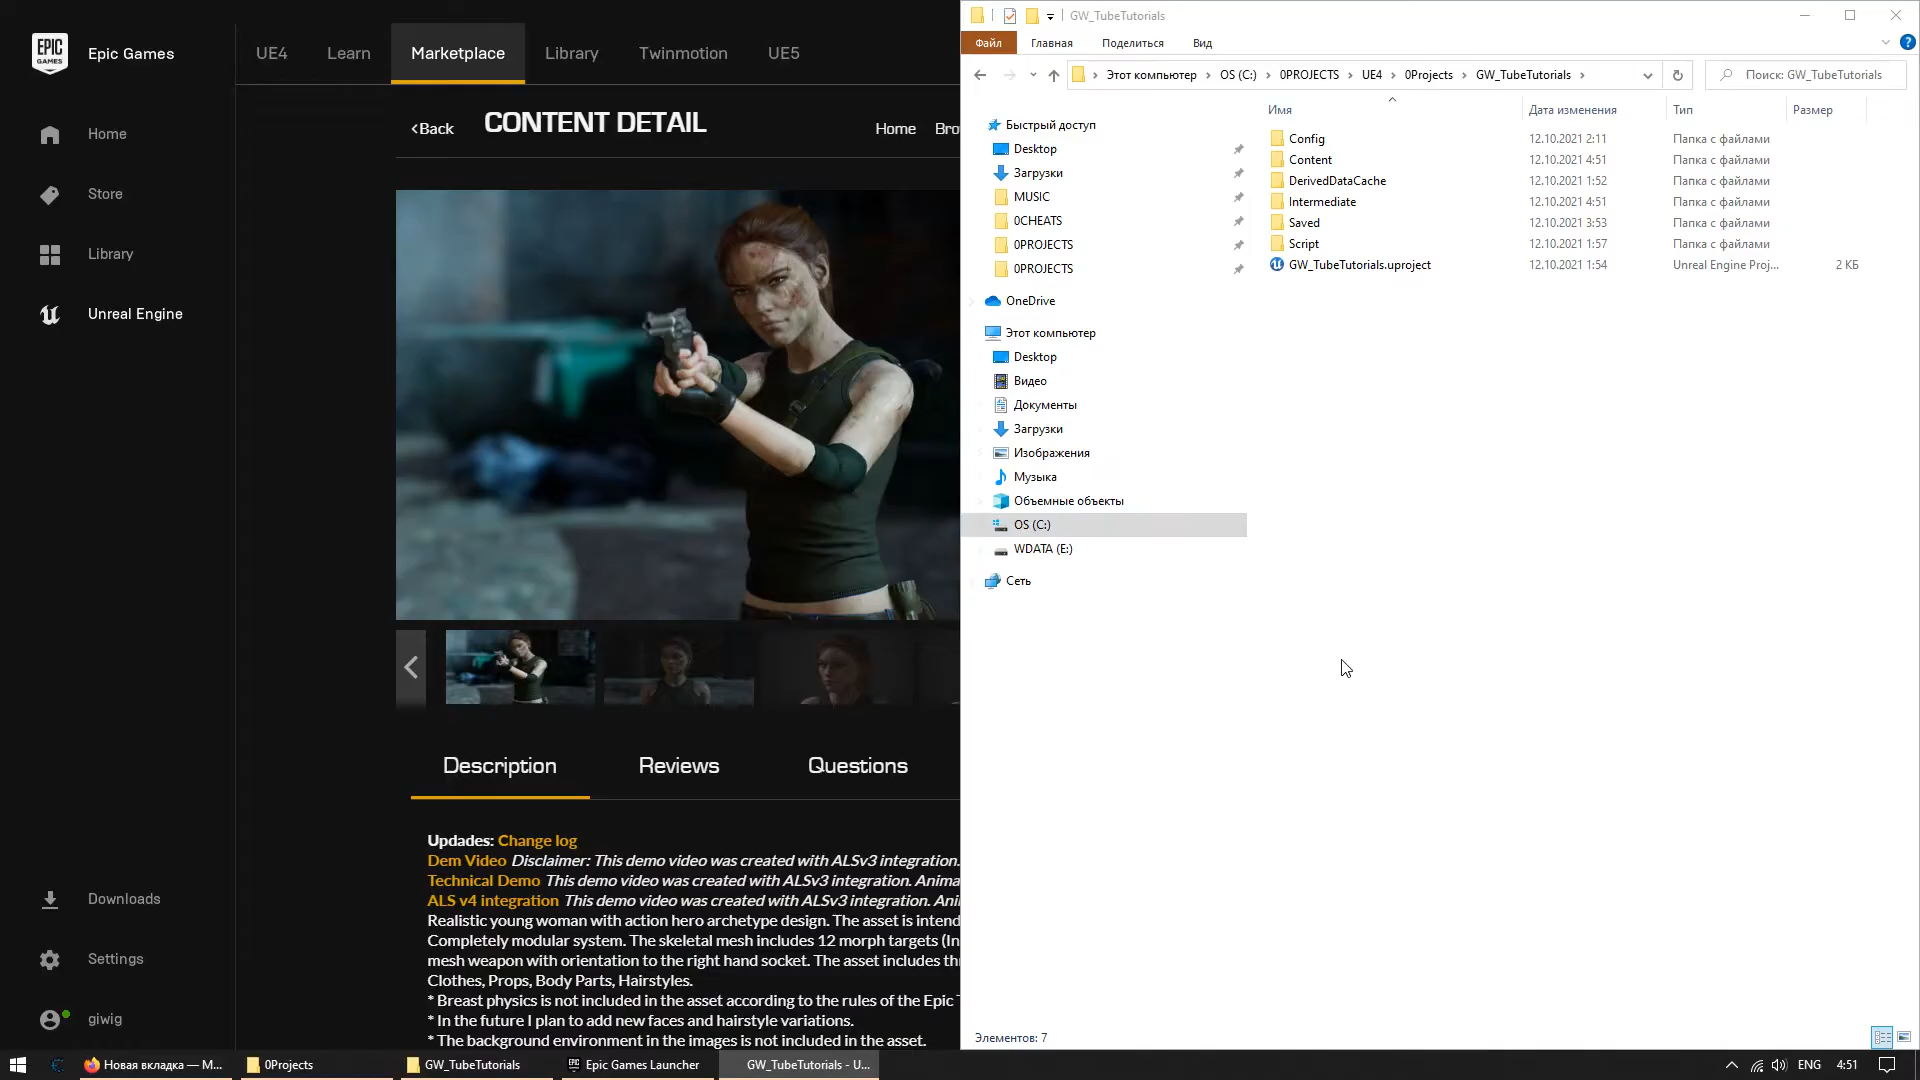 EPIC GAMES
Epic Games
Home
Store
Library
Unreal Engine
Downloads
Settings
giwig
UE4 Learn Marketplace Library Twinmotion UE5
Back CONTENT DETAIL Home
Description Reviews Questions
Updades: Change log
Dem Video Disclaimer: This demo video was created with ALSv3 integration.
Technical Demo This demo video was created with ALSv3 integration.
ALS v4 integration This demo video was created with ALSv3 integration.
Realistic young woman with action hero archetype design. The asset is
Completely modular system. The skeletal mesh includes 12 morph targets
mesh weapon with orientation to the right hand socket. The asset includes
Clothes, Props, Body Parts, Hairstyles.
* Breast physics is not included in the asset according to the rules of the Epic
* In the future I plan to add new faces and hairstyle variations.
* The background environment in the images is not included in the asset.
GW_TubeTutorials
Файл Главная Поделиться Вид
Этот компьютер OS (C:) 0PROJECTS UE4 0Projects GW_TubeTutorials Поиск: GW_TubeTutorials
Быстрый доступ
Desktop
Загрузки
MUSIC
0CHEATS
0PROJECTS
0PROJECTS
OneDrive
Этот компьютер
Desktop
Видео
Документы
Загрузки
Изображения
Музыка
Объемные объекты
OS (C:)
WDATA (E:)
Сеть
Имя Дата изменения Тип Размер
Config 12.10.2021 2:11 Папка с файлами
Content 12.10.2021 4:51 Папка с файлами
DerivedDataCache 12.10.2021 1:52 Папка с файлами
Intermediate 12.10.2021 4:51 Папка с файлами
Saved 12.10.2021 3:53 Папка с файлами
Script 12.10.2021 1:57 Папка с файлами
GW_TubeTutorials.uproject 12.10.2021 1:54 Unreal Engine Proj... 2 КБ
Элементов: 7
Новая вкладка — M... 0Projects GW_TubeTutorials Epic Games Launcher GW_TubeTutorials - U... ENG 4:51